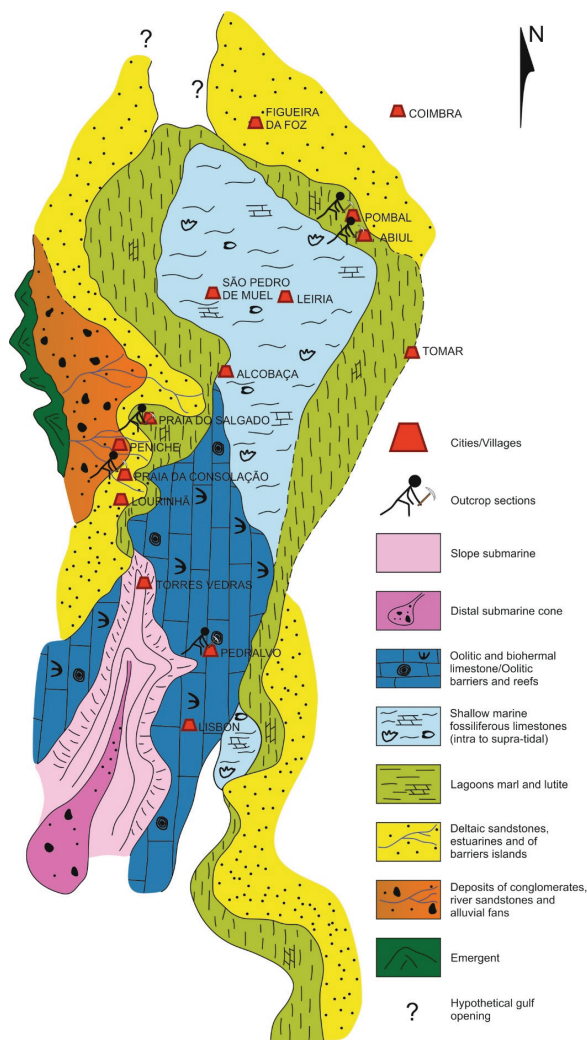 ?
N
?
FIGUEIRA
DA FOZ
COIMBRA
POMBAL
ABIUL
SÃO PEDRO
DE MUEL
LEIRIA
TOMAR
ALCOBAÇA
PRAIA DO SALGADO
PENICHE
PRAIA DA CONSOLAÇÃO
LOURINHÃ
TORRES VEDRAS
PEDRALVO
LISBON
Cities/Villages
Outcrop sections
Slope submarine
Distal submarine cone
Oolitic and biohermal
limestone/Oolitic
barriers and reefs
Shallow marine
fossiliferous limestones
(intra to supra-tidal)
Lagoons marl and lutite
Deltaic sandstones,
estuarines and of
barriers islands
Deposits of conglomerates,
river sandstones and
alluvial fans
Emergent
?
Hypothetical gulf
opening